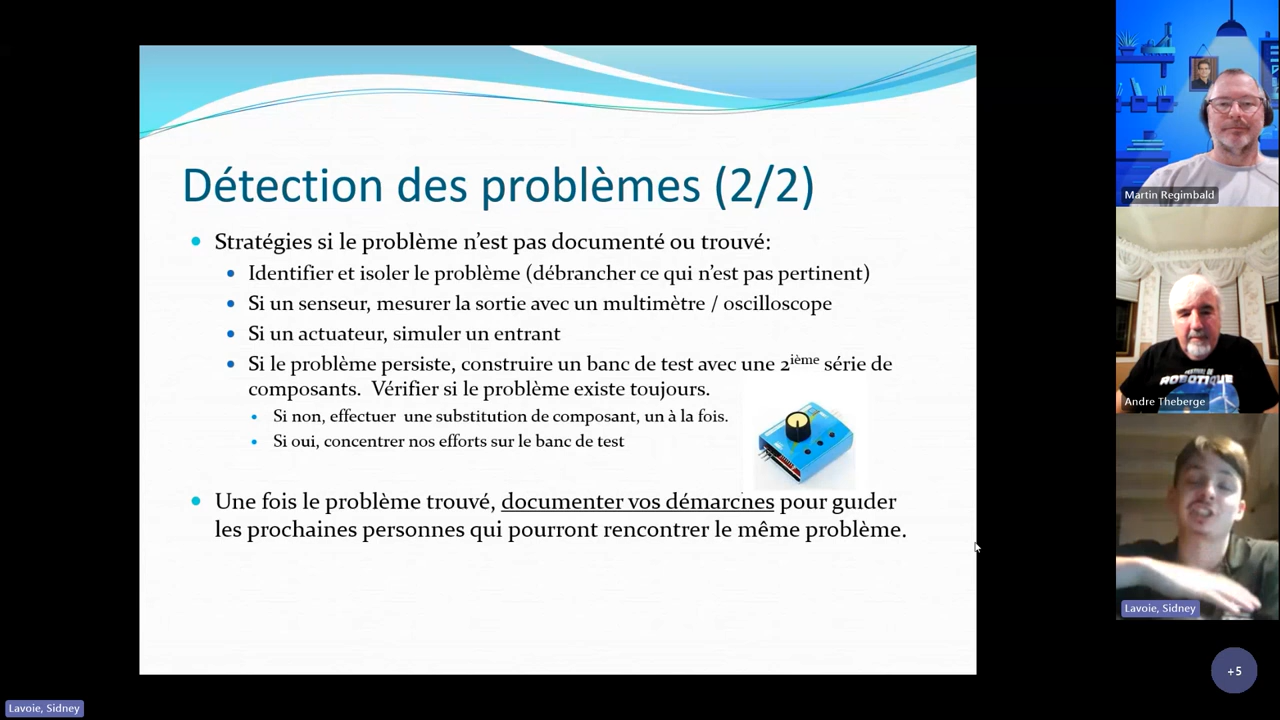 Détection des problèmes (2/2)
Stratégies si le problème n'est pas documenté ou trouvé:
Identifier et isoler le problème (débrancher ce qui n'est pas pertinent)
Si un senseur, mesurer la sortie avec un multimètre / oscilloscope
Si un actuateur, simuler un entrant
Si le problème persiste, construire un banc de test avec une 2ième série de
composants. Vérifier si le problème existe toujours.
Si non, effectuer une substitution de composant, un à la fois.
Si oui, concentrer nos efforts sur le banc de test
Une fois le problème trouvé, documenter vos démarches pour guider
les prochaines personnes qui pourront rencontrer le même problème.
Martin Regimbald
FESTIVAL DE
ROBOTIQUE
Andre Theberge
Lavoie, Sidney
+5
Lavoie, Sidney